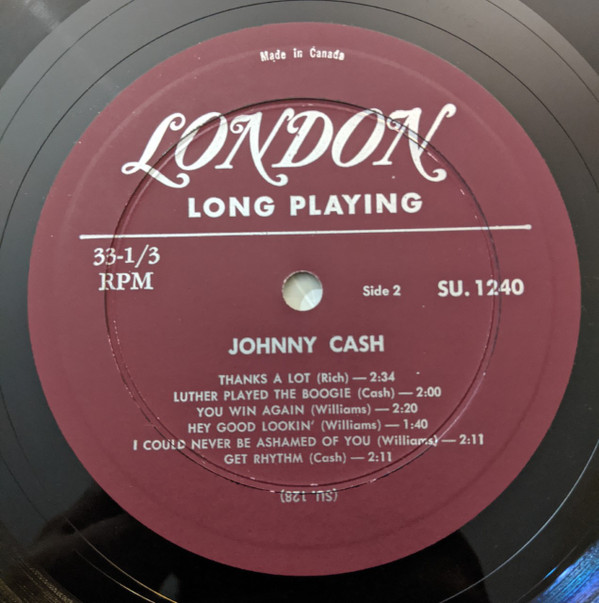 Made in Canada
LONDON
LONG PLAYING
33-1/3
RPM
Side 2
SU. 1240
JOHNNY CASH
THANKS A LOT (Rich) — 2:34
LUTHER PLAYED THE BOOGIE (Cash) — 2:00
YOU WIN AGAIN (Williams) — 2:20
HEY GOOD LOOKIN' (Williams) — 1:40
I COULD NEVER BE ASHAMED OF YOU (Williams) — 2:11
GET RHYTHM (Cash) — 2:11
(SU 128)